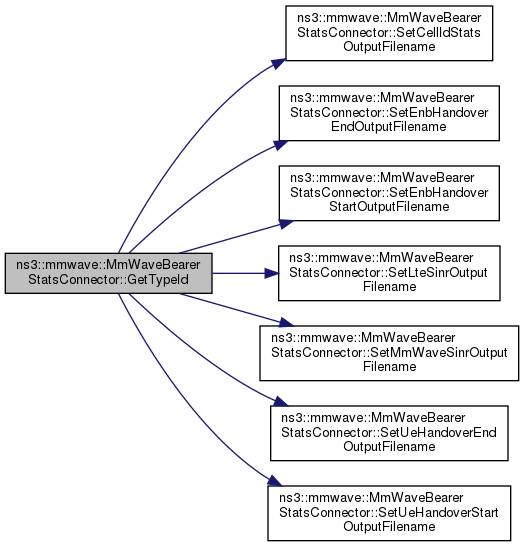 ns3::mmwave::MmWaveBearer
StatsConnector::GetTypeId
ns3::mmwave::MmWaveBearer
StatsConnector::SetCellIdStats
OutputFilename
ns3::mmwave::MmWaveBearer
StatsConnector::SetEnbHandover
EndOutputFilename
ns3::mmwave::MmWaveBearer
StatsConnector::SetEnbHandover
StartOutputFilename
ns3::mmwave::MmWaveBearer
StatsConnector::SetLteSinrOutput
Filename
ns3::mmwave::MmWaveBearer
StatsConnector::SetMmWaveSinrOutput
Filename
ns3::mmwave::MmWaveBearer
StatsConnector::SetUeHandoverEnd
OutputFilename
ns3::mmwave::MmWaveBearer
StatsConnector::SetUeHandoverStart
OutputFilename